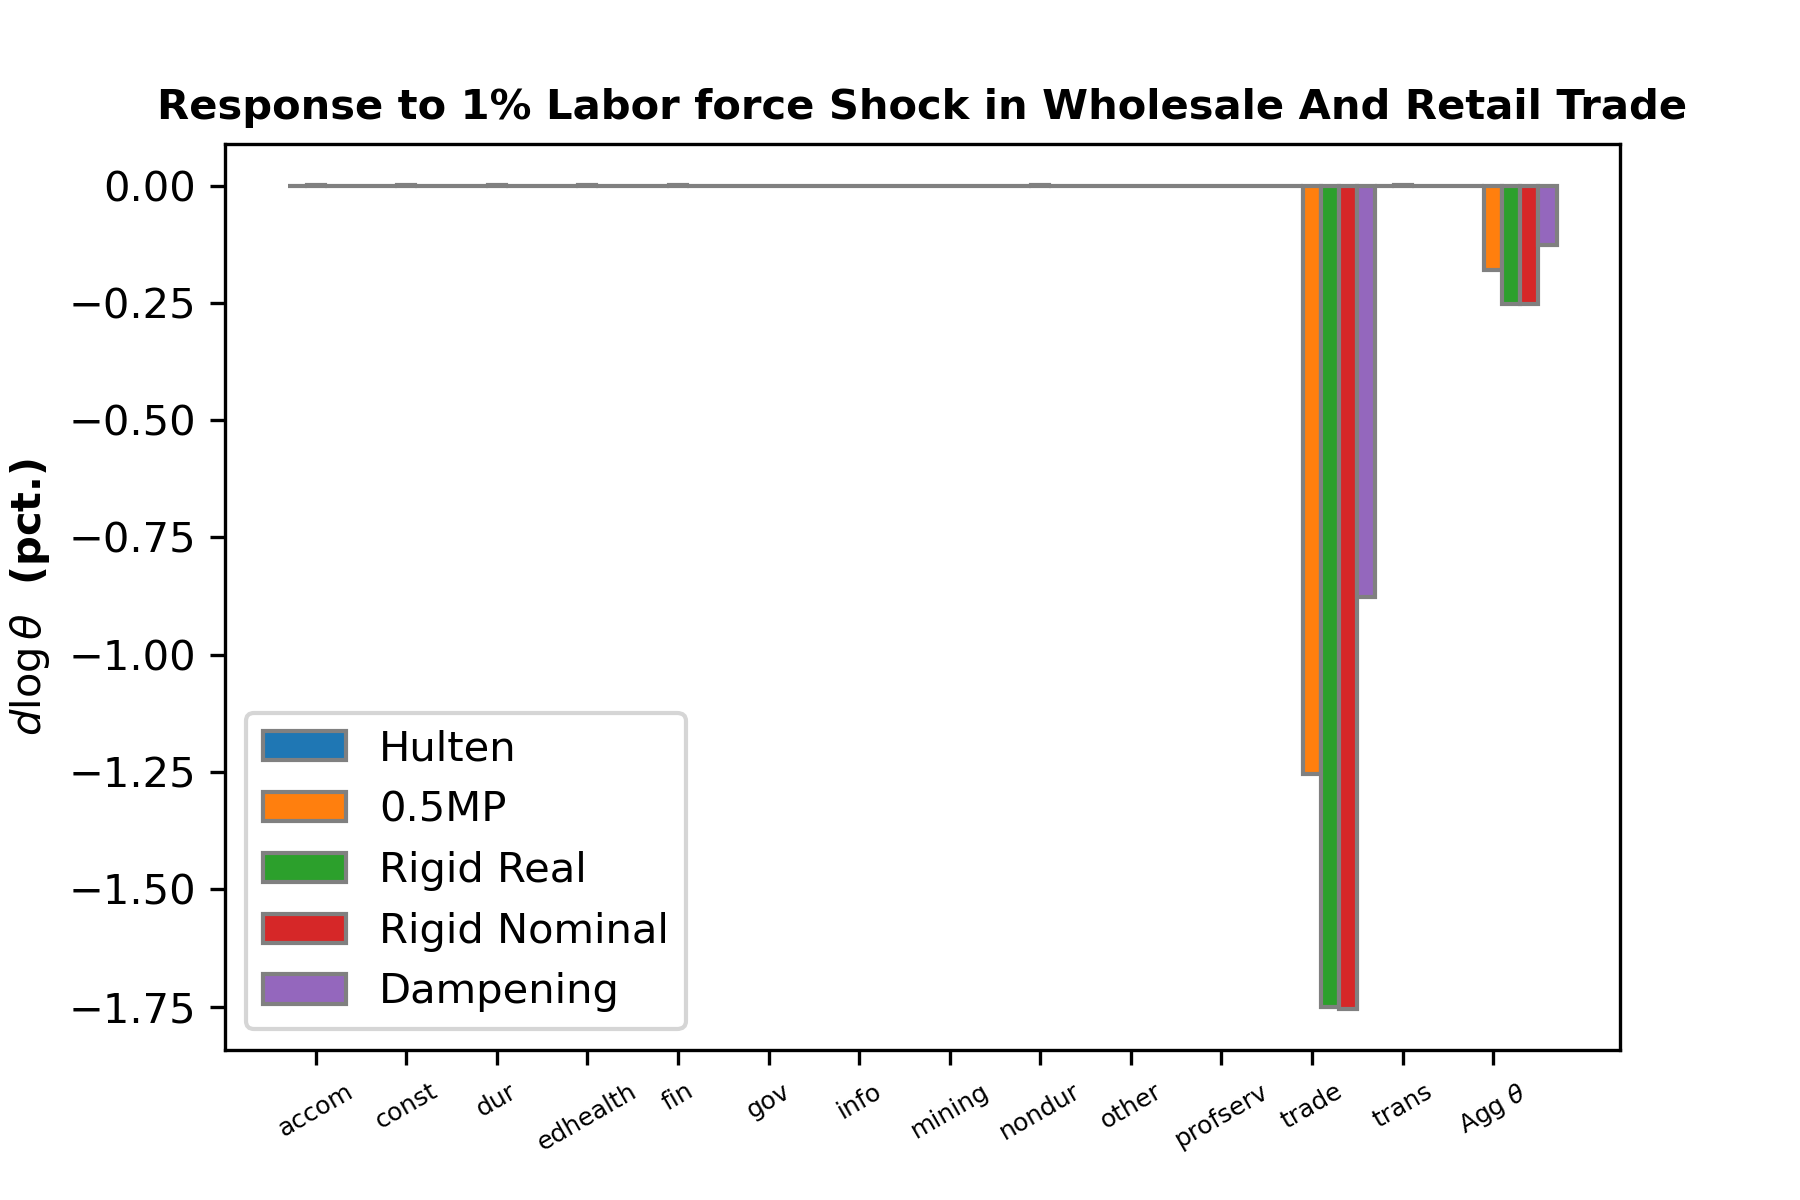 Response to 1% Labor force Shock in Wholesale And Retail Trade
dlog θ (pct.)
0.00
−0.25
−0.50
−0.75
−1.00
−1.25
−1.50
−1.75
Hulten
0.5MP
Rigid Real
Rigid Nominal
Dampening
accom const dur edhealth fin gov info mining nondur other profserv trade trans Agg θ